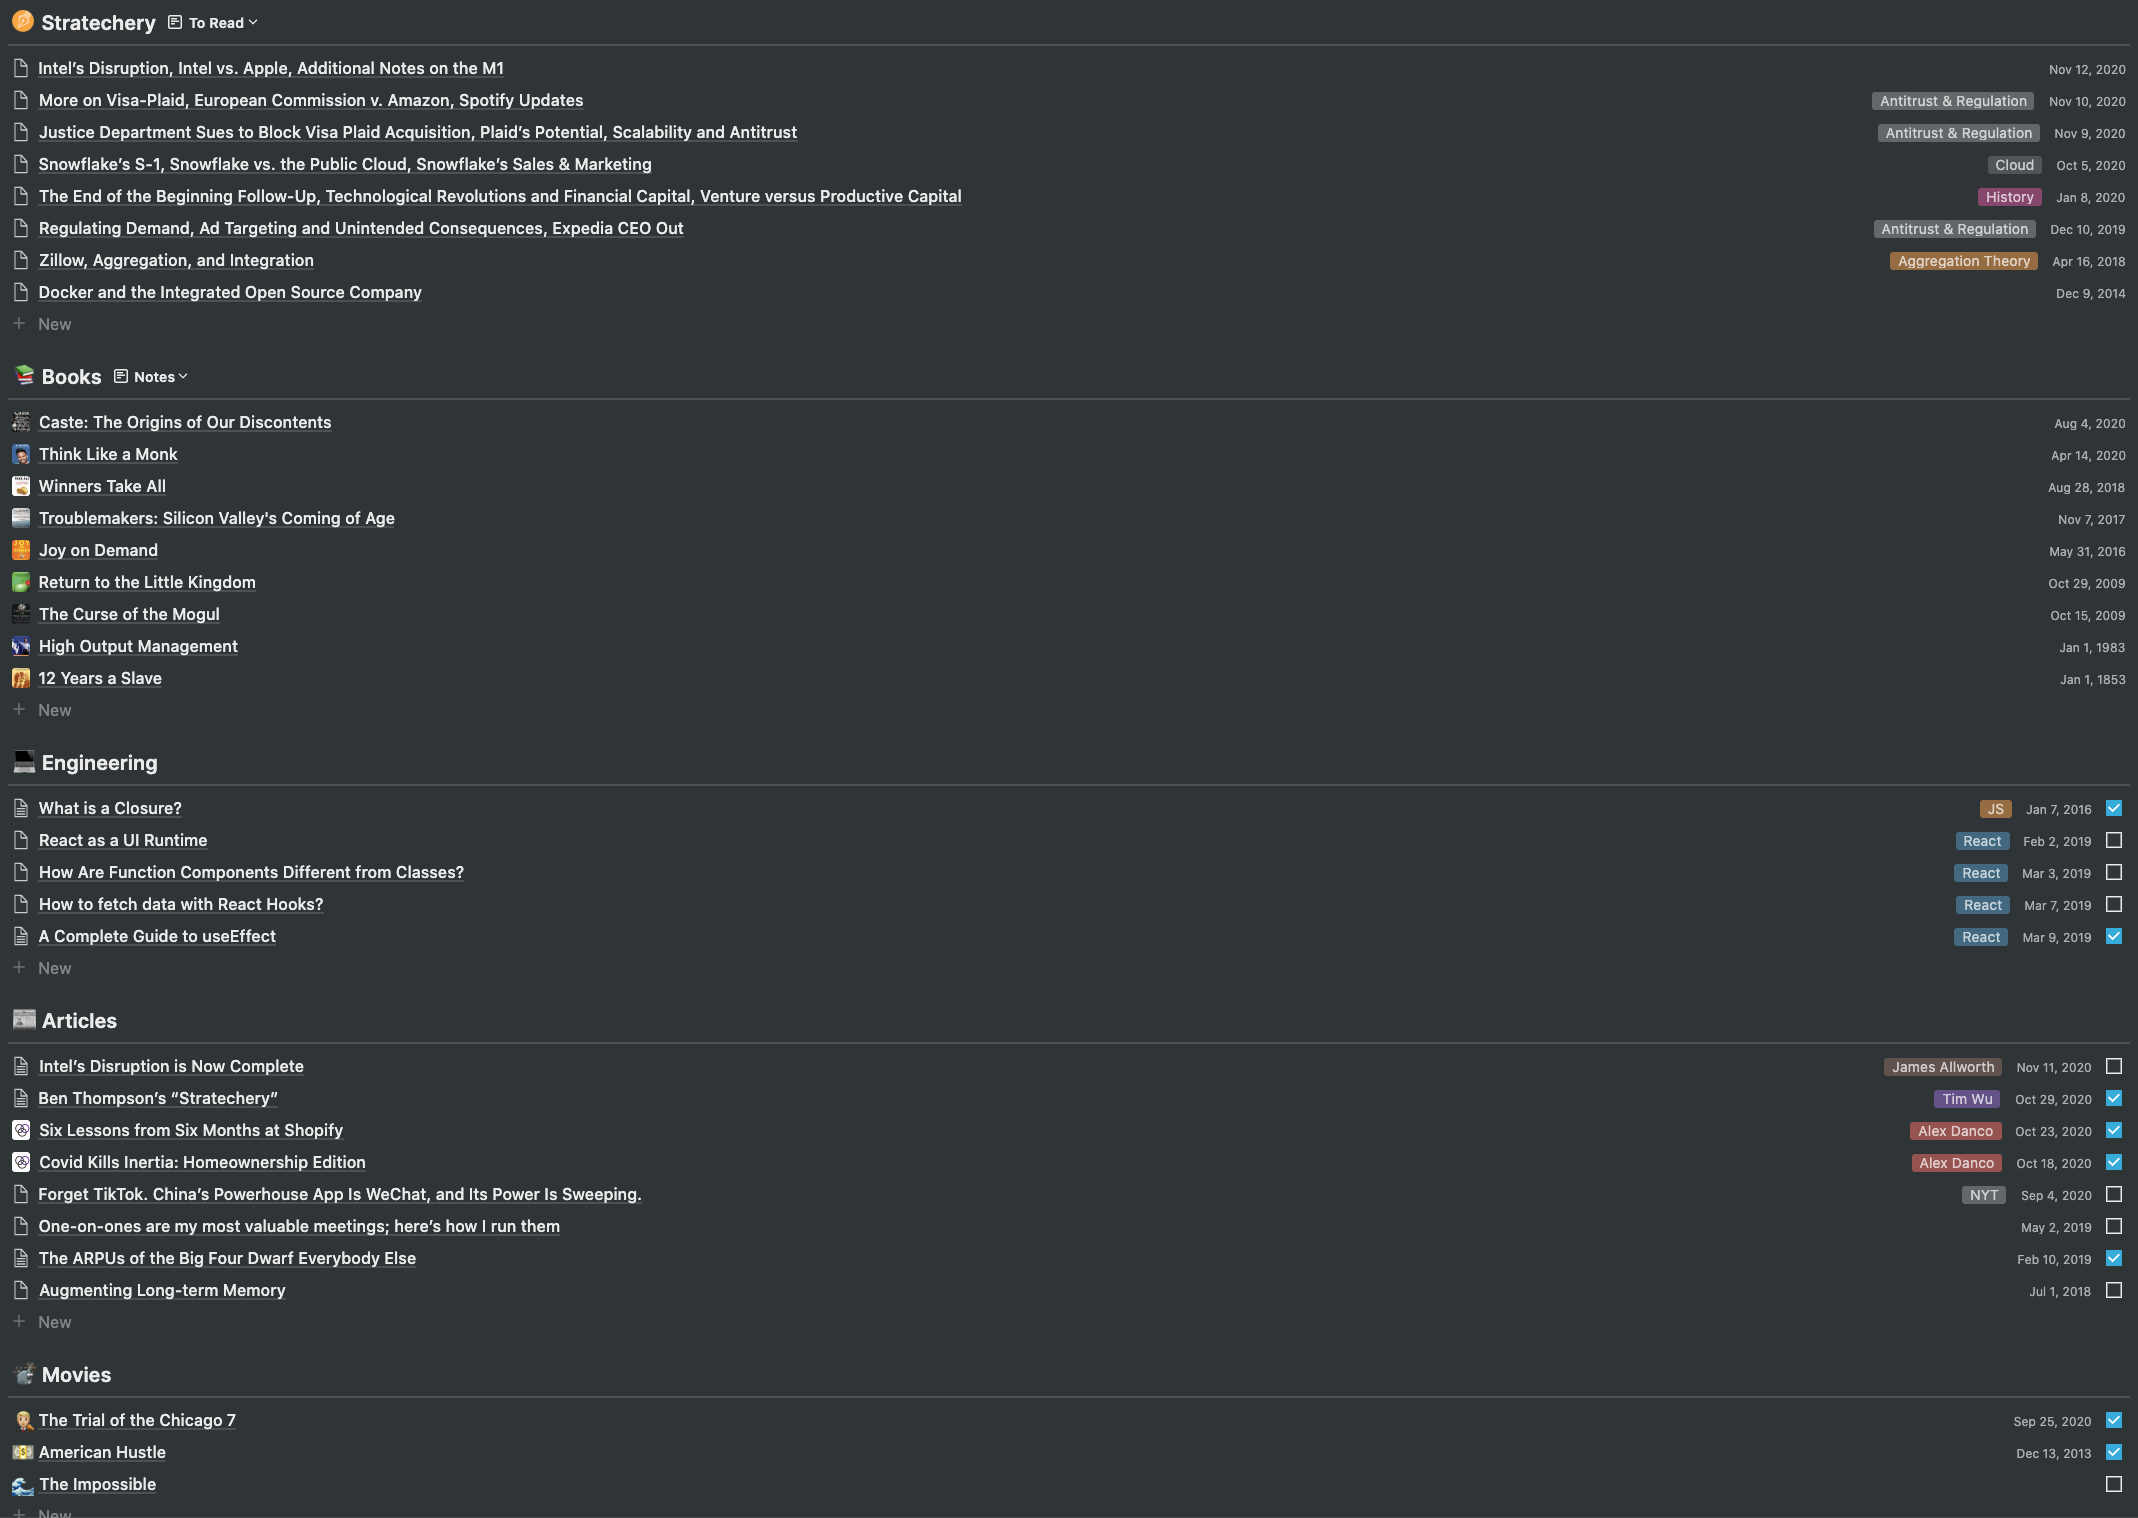 Stratechery To Read
Intel’s Disruption, Intel vs. Apple, Additional Notes on the M1 Nov 12, 2020
More on Visa-Plaid, European Commission v. Amazon, Spotify Updates Antitrust & Regulation Nov 10, 2020
Justice Department Sues to Block Visa Plaid Acquisition, Plaid’s Potential, Scalability and Antitrust Antitrust & Regulation Nov 9, 2020
Snowflake’s S-1, Snowflake vs. the Public Cloud, Snowflake’s Sales & Marketing Cloud Oct 5, 2020
The End of the Beginning Follow-Up, Technological Revolutions and Financial Capital, Venture versus Productive Capital History Jan 8, 2020
Regulating Demand, Ad Targeting and Unintended Consequences, Expedia CEO Out Antitrust & Regulation Dec 10, 2019
Zillow, Aggregation, and Integration Aggregation Theory Apr 16, 2018
Docker and the Integrated Open Source Company Dec 9, 2014
+ New
Books Notes
Caste: The Origins of Our Discontents Aug 4, 2020
Think Like a Monk Apr 14, 2020
Winners Take All Aug 28, 2018
Troublemakers: Silicon Valley's Coming of Age Nov 7, 2017
Joy on Demand May 31, 2016
Return to the Little Kingdom Oct 29, 2009
The Curse of the Mogul Oct 15, 2009
High Output Management Jan 1, 1983
12 Years a Slave Jan 1, 1853
+ New
Engineering
What is a Closure? JS Jan 7, 2016
React as a UI Runtime React Feb 2, 2019
How Are Function Components Different from Classes? React Mar 3, 2019
How to fetch data with React Hooks? React Mar 7, 2019
A Complete Guide to useEffect React Mar 9, 2019
+ New
Articles
Intel’s Disruption is Now Complete James Allworth Nov 11, 2020
Ben Thompson’s “Stratechery” Tim Wu Oct 29, 2020
Six Lessons from Six Months at Shopify Alex Danco Oct 23, 2020
Covid Kills Inertia: Homeownership Edition Alex Danco Oct 18, 2020
Forget TikTok. China’s Powerhouse App Is WeChat, and Its Power Is Sweeping. NYT Sep 4, 2020
One-on-ones are my most valuable meetings; here’s how I run them May 2, 2019
The ARPUs of the Big Four Dwarf Everybody Else Feb 10, 2019
Augmenting Long-term Memory Jul 1, 2018
+ New
Movies
The Trial of the Chicago 7 Sep 25, 2020
American Hustle Dec 13, 2013
The Impossible
+ New